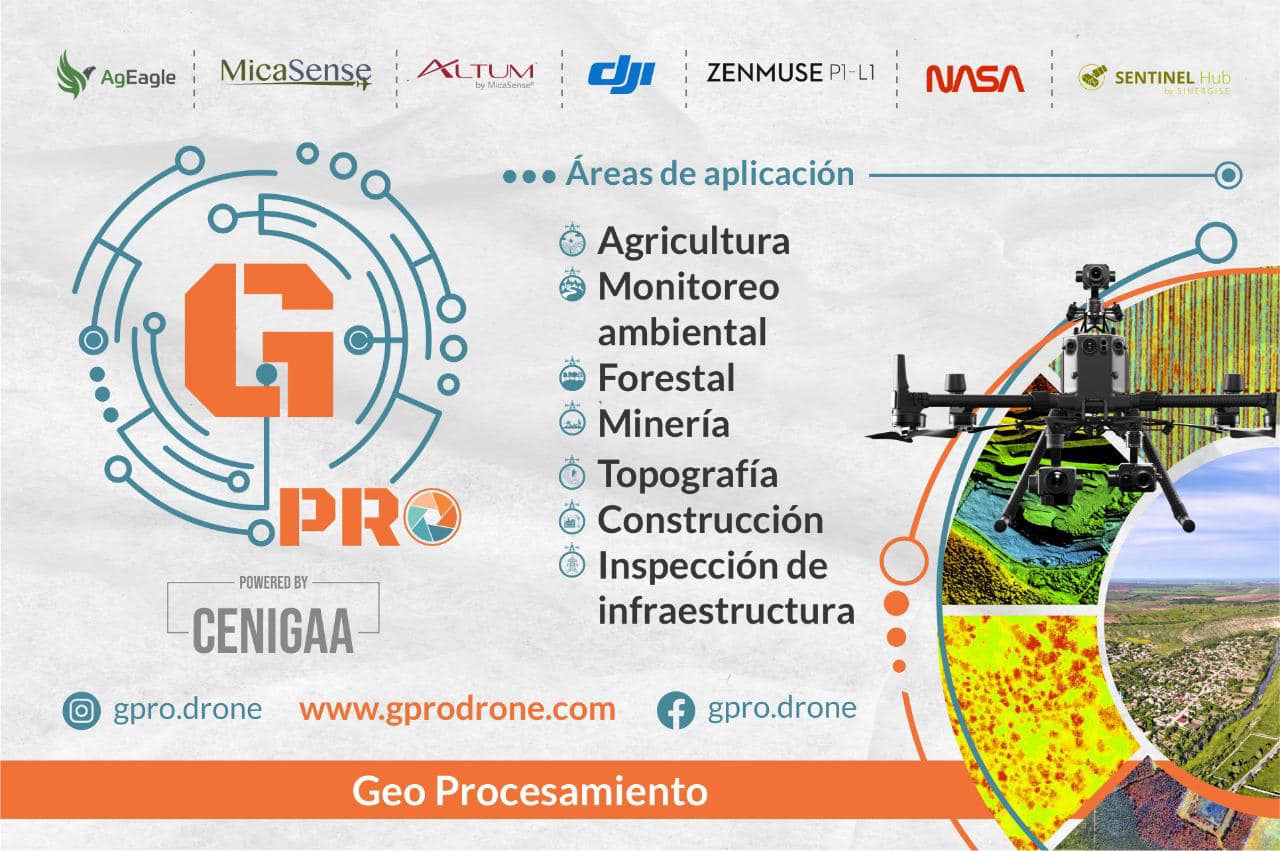 AgEagle
MicaSense
ALTUM
by MicaSense®
dji
ZENMUSE P1-L1
NASA
SENTINEL Hub
by SINERGISE
Áreas de aplicación
Agricultura
Monitoreo
ambiental
Forestal
Minería
Topografía
Construcción
Inspección de
infraestructura
G
PRO
POWERED BY
CENIGAA
gpro.drone
www.gprodrone.com
gpro.drone
Geo Procesamiento